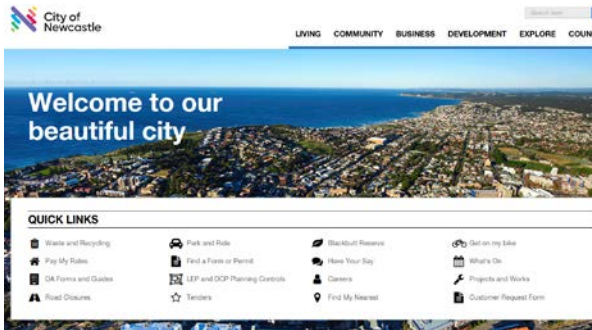 City of
Newcastle
LIVING COMMUNITY BUSINESS DEVELOPMENT EXPLORE COUN
Welcome to our
beautiful city
QUICK LINKS
Waste and Recycling Park and Ride Blackbutt Reserve Get on my bike
Pay My Rates Find a Form or Permit Have Your Say What's On
DA Forms and Guides LEP and DCP Planning Controls Careers Projects and Works
Road Closures Tenders Find My Nearest Customer Request Form